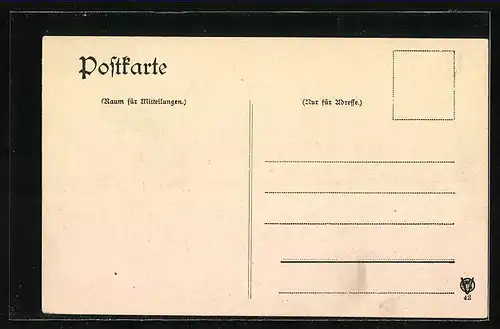 Postkarte
(Raum für Mitteilungen.)
(Nur für Adresse.)
42